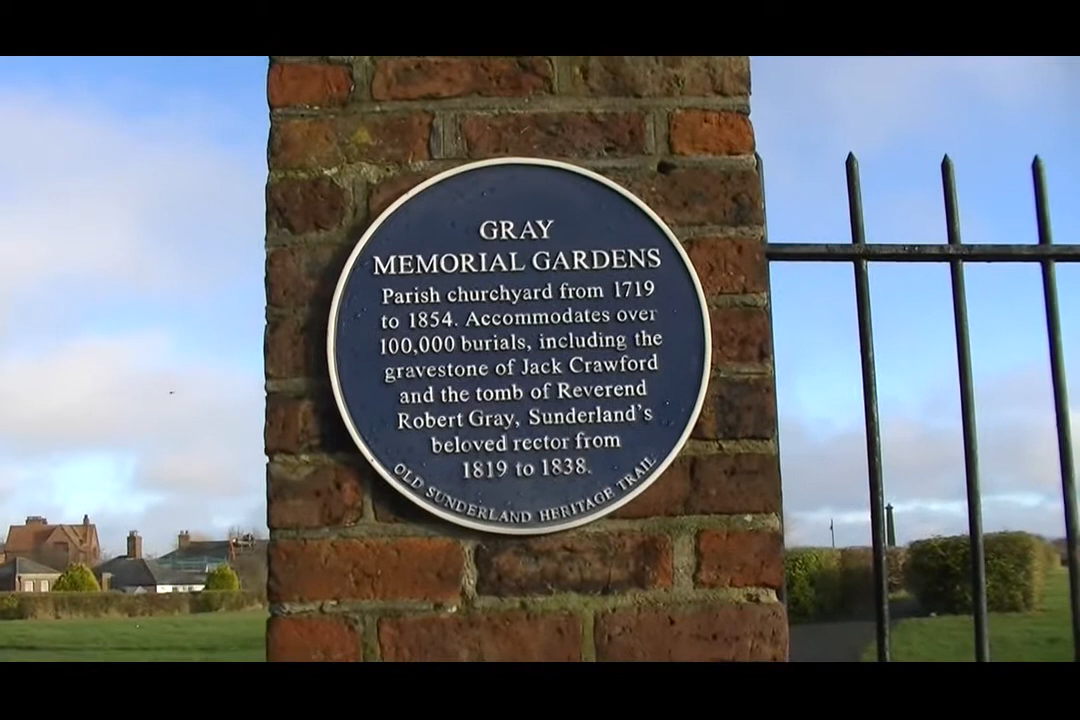 GRAY
MEMORIAL GARDENS
Parish churchyard from 1719
to 1854. Accommodates over
100,000 burials, including the
gravestone of Jack Crawford
and the tomb of Reverend
Robert Gray, Sunderland's
beloved rector from
1819 to 1838.
OLD SUNDERLAND HERITAGE TRAIL